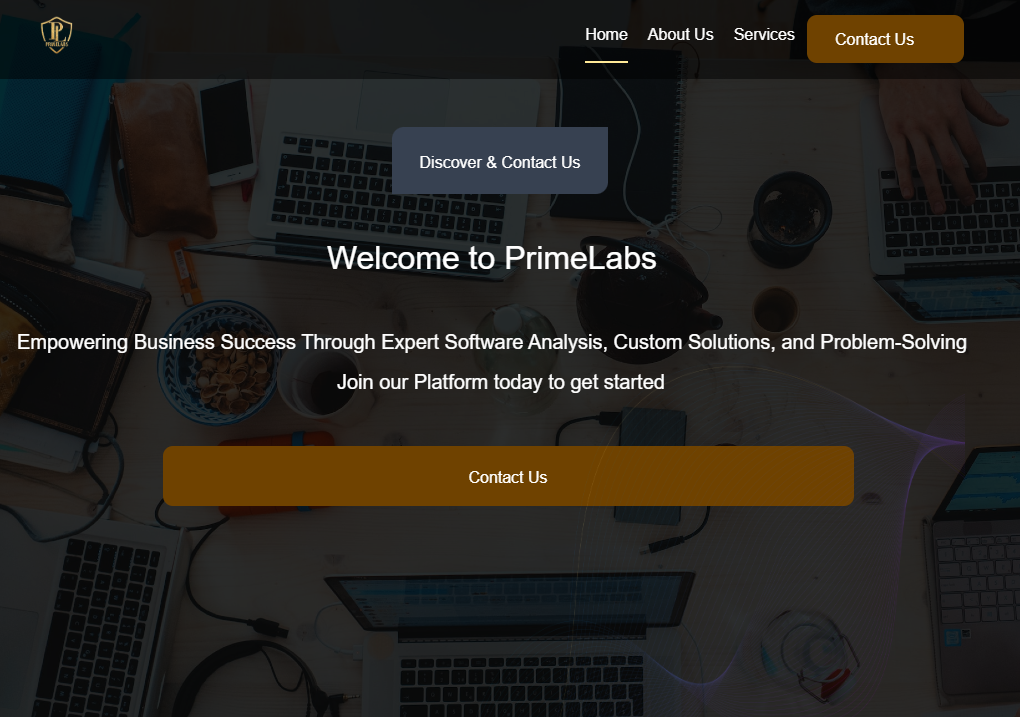 PRIMELABS
Home
About Us
Services
Contact Us
Discover & Contact Us
Welcome to PrimeLabs
Empowering Business Success Through Expert Software Analysis, Custom Solutions, and Problem-Solving
Join our Platform today to get started
Contact Us